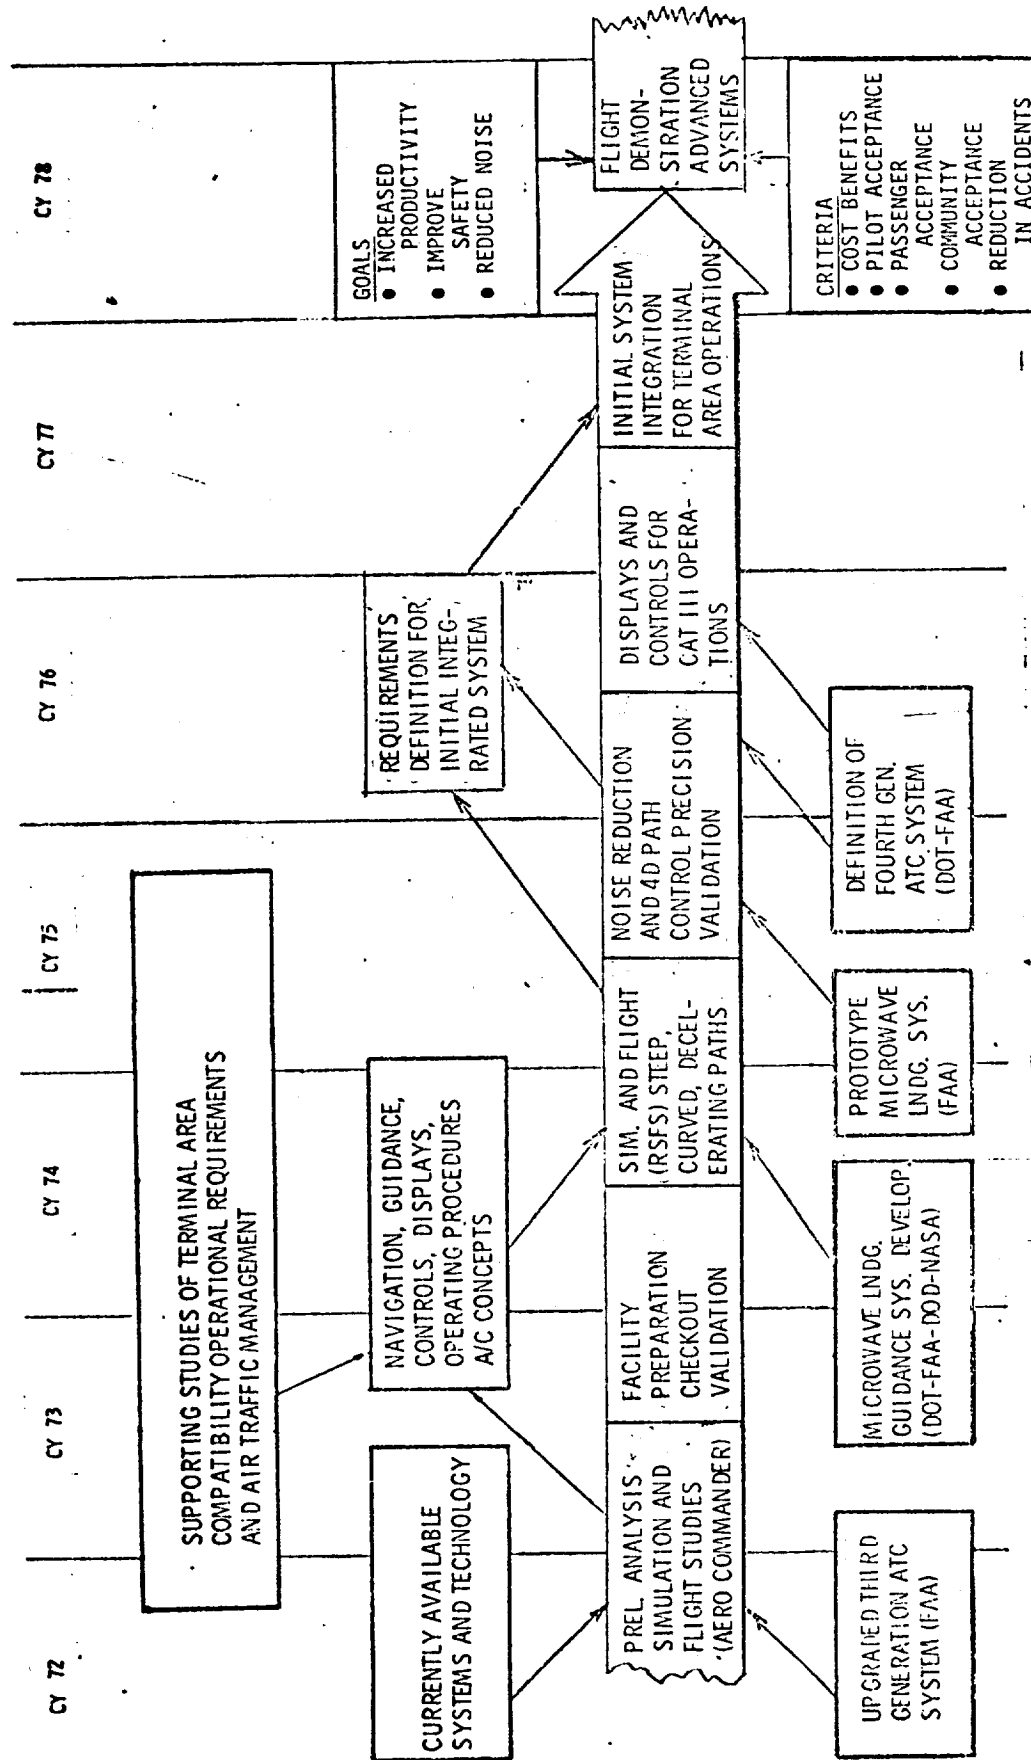 CY 72
CY 73
CY 74
CY 75
CY 76
CY 77
CY 78
SUPPORTING STUDIES OF TERMINAL AREA
COMPATIBILITY OPERATIONAL REQUIREMENTS
AND AIR TRAFFIC MANAGEMENT
CURRENTLY AVAILABLE
SYSTEMS AND TECHNOLOGY
NAVIGATION, GUIDANCE,
CONTROLS, DISPLAYS,
OPERATING PROCEDURES
A/C CONCEPTS
REQUIREMENTS
DEFINITION FOR
INITIAL INTEG-
RATED SYSTEM
GOALS
● INCREASED
PRODUCTIVITY
● IMPROVE
SAFETY
● REDUCED NOISE
PREL. ANALYSIS
SIMULATION AND
FLIGHT STUDIES
(AERO COMMANDER)
FACILITY
PREPARATION
CHECKOUT
VALIDATION
SIM. AND FLIGHT
(RSFS) STEEP,
CURVED, DECEL-
ERATING PATHS
NOISE REDUCTION
AND 4D PATH
CONTROL PRECISION
VALIDATION
DISPLAYS AND
CONTROLS FOR
CAT III OPERA-
TIONS
INITIAL SYSTEM
INTEGRATION
FOR TERMINAL
AREA OPERATIONS
FLIGHT
DEMON-
STRATION
ADVANCED
SYSTEMS
UPGRADED THIRD
GENERATION ATC
SYSTEM (FAA)
MICROWAVE LNDG.
GUIDANCE SYS. DEVELOP.
(DOT-FAA-DOD-NASA)
PROTOTYPE
MICROWAVE
LNDG. SYS.
(FAA)
DEFINITION OF
FOURTH GEN.
ATC SYSTEM
(DOT-FAA)
CRITERIA
● COST BENEFITS
● PILOT ACCEPTANCE
● PASSENGER
ACCEPTANCE
● COMMUNITY
ACCEPTANCE
● REDUCTION
IN ACCIDENTS